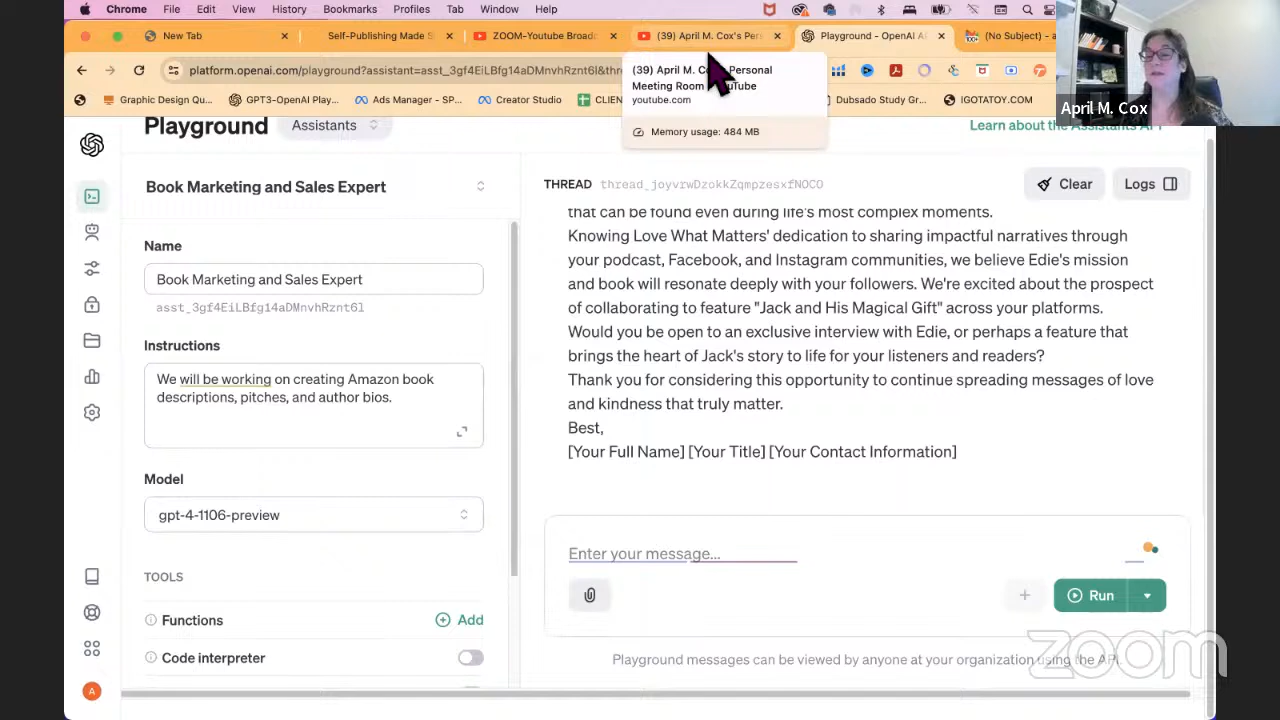 Chrome File Edit View History Bookmarks Profiles Tab Window Help
New Tab
Self-Publishing Made S
ZOOM-Youtube Broadc
(39) April M. Cox's Pers
Playground - OpenAI A
(No Subject) - a
platform.openai.com/playground?assistant=asst_3gf4EiLBfg14aDMnvhRznt6l&thre
(39) April M. Cox's Personal
Meeting Room - YouTube
youtube.com
Memory usage: 484 MB
Graphic Design Qu...
GPT3-OpenAI Play...
Ads Manager - SP...
Creator Studio
CLIEN
Dubsado Greet St...
IGOTATOY.COM
April M. Cox
Playground
Assistants
Learn about the Assistants API
Book Marketing and Sales Expert
Name
Book Marketing and Sales Expert
asst_3gf4EiLBfg14aDMnvhRznt6l
Instructions
We will be working on creating Amazon book
descriptions, pitches, and author bios.
Model
gpt-4-1106-preview
TOOLS
Functions
Add
Code interpreter
A
THREAD thread_joyvrwDzokkZqmpzesxfNOCO
Clear
Logs
that can be found even during life's most complex moments.
Knowing Love What Matters' dedication to sharing impactful narratives through
your podcast, Facebook, and Instagram communities, we believe Edie's mission
and book will resonate deeply with your followers. We're excited about the prospect
of collaborating to feature "Jack and His Magical Gift" across your platforms.
Would you be open to an exclusive interview with Edie, or perhaps a feature that
brings the heart of Jack's story to life for your listeners and readers?
Thank you for considering this opportunity to continue spreading messages of love
and kindness that truly matter.
Best,
[Your Full Name] [Your Title] [Your Contact Information]
Enter your message...
Run
Playground messages can be viewed by anyone at your organization using the API.
zoom